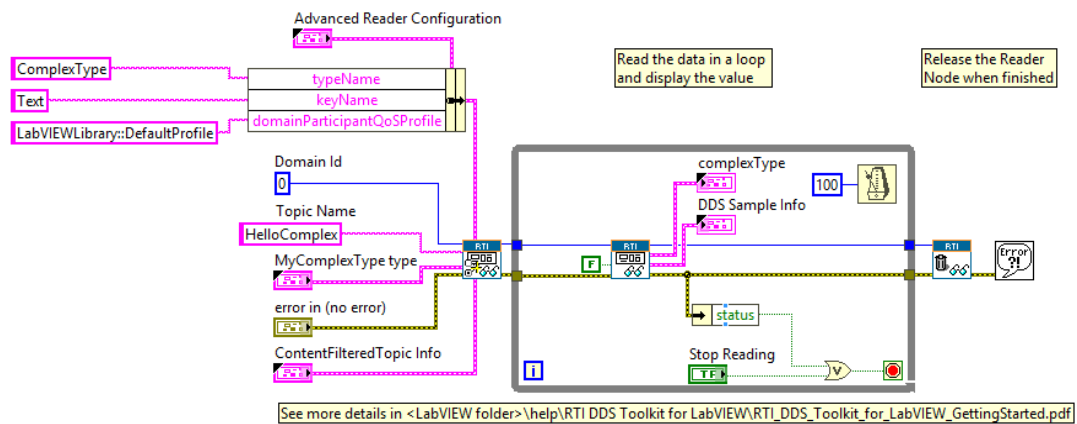 Advanced Reader Configuration
ComplexType
Text
LabVIEWLibrary::DefaultProfile
typeName
keyName
domainParticipantQoSProfile
Read the data in a loop
and display the value
Release the Reader
Node when finished
Domain Id
0
Topic Name
HelloComplex
MyComplexType type
error in (no error)
ContentFilteredTopic Info
RTI
complexType
DDS Sample Info
100
RTI
F
status
Stop Reading
TF
V
i
RTI
Error
?!
See more details in <LabVIEW folder>\help\RTI DDS Toolkit for LabVIEW\RTI_DDS_Toolkit_for_LabVIEW_GettingStarted.pdf